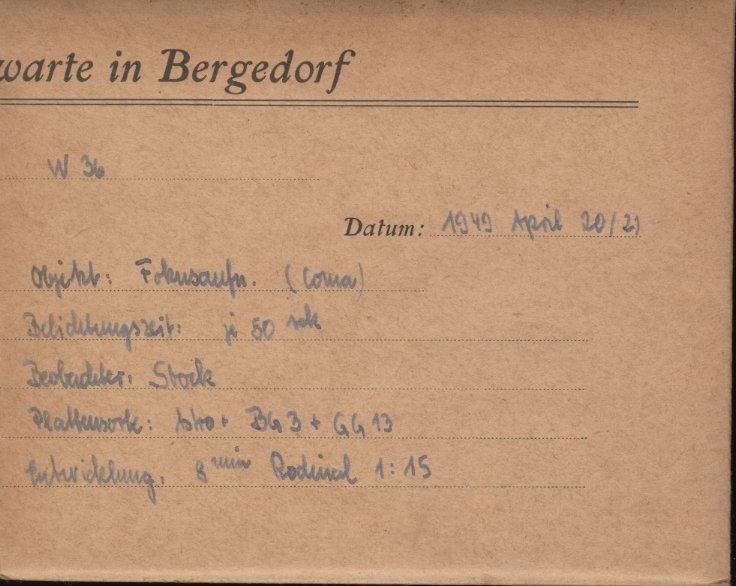 warte in Bergedorf
W 36
Datum: 1949 April 20/21
Objekt: Fokusaufn. (Coma)
Belichtungszeit: je 50 sek
Beobachter: Stock
Plattensorte: Astro + BG 3 + GG 13
Entwicklung, 8 min Rodinal 1:15